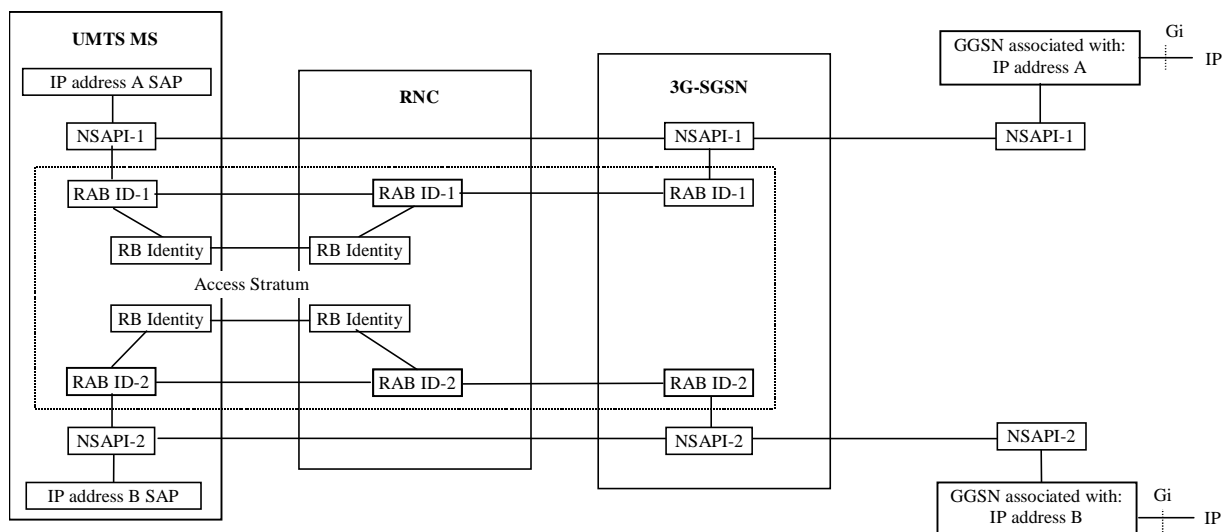 UMTS MS
IP address A SAP
RNC
3G-SGSN
GGSN associated with:
IP address A
Gi
IP
NSAPI-1
NSAPI-1
NSAPI-1
RAB ID-1
RAB ID-1
RAB ID-1
RB Identity
RB Identity
Access Stratum
RB Identity
RB Identity
RAB ID-2
RAB ID-2
RAB ID-2
NSAPI-2
NSAPI-2
NSAPI-2
IP address B SAP
GGSN associated with:
IP address B
Gi
IP